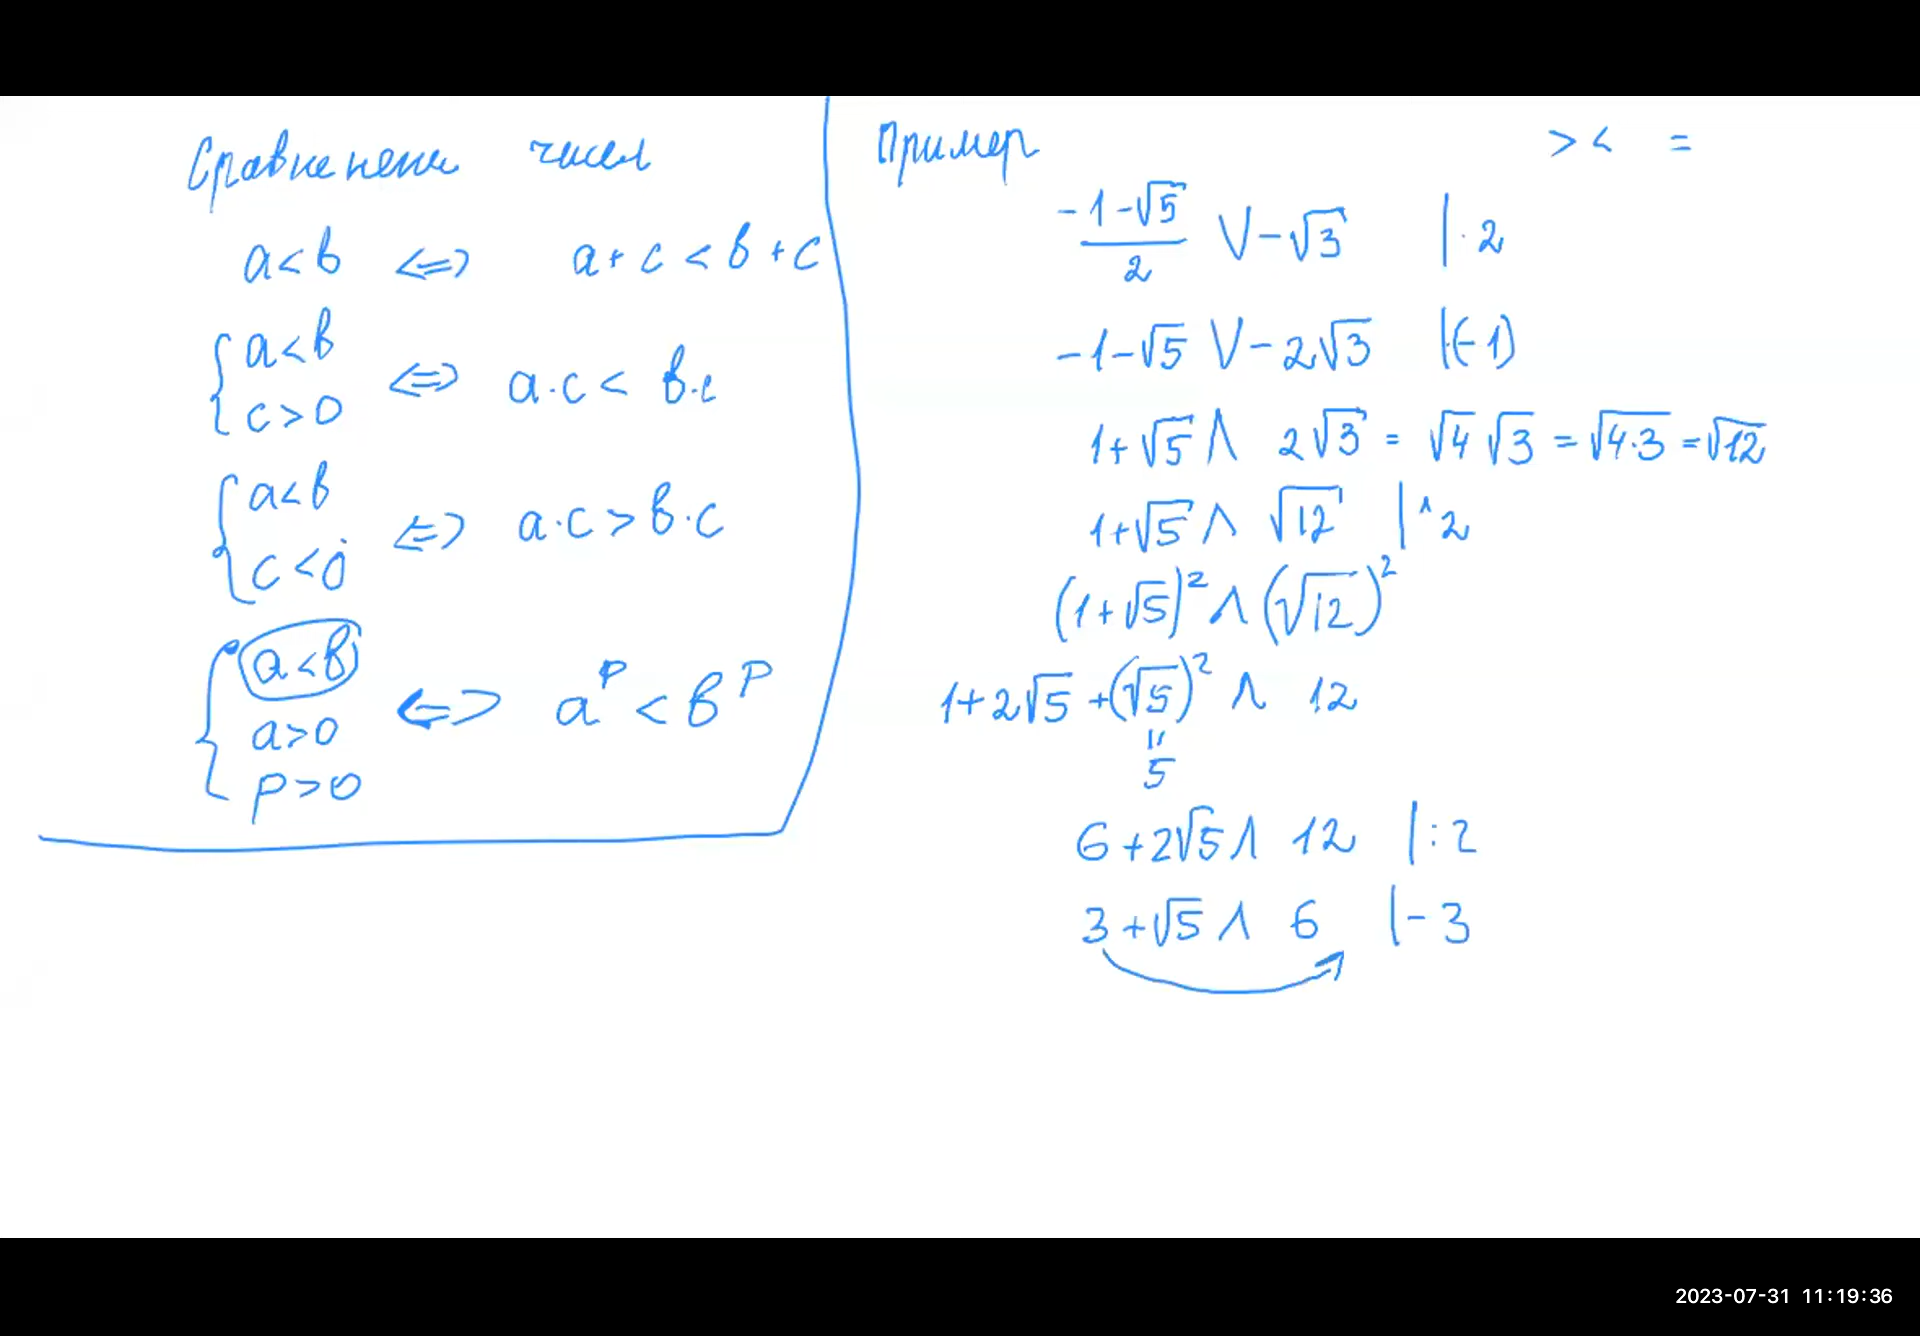 Сравненени чисел
a<b <=> a+c<b+c
{a<b
c>0 <=> a·c< b·c
{a<b
c<0 <=> a·c>b·c
{a<b
a>0 <=> a^p<b^p
p>0
Пример > < =
(-1-√5)/2 V -√3 |·2
-1-√5 V -2√3 |·(-1)
1+√5 Λ 2√3 = √4 √3 = √4·3 = √12
1+√5 Λ √12 |^2
(1+√5)² Λ (√12)²
1+2√5+(√5)² Λ 12
=
5
6+2√5 Λ 12 |:2
3+√5 Λ 6 |-3
2023-07-31 11:19:36